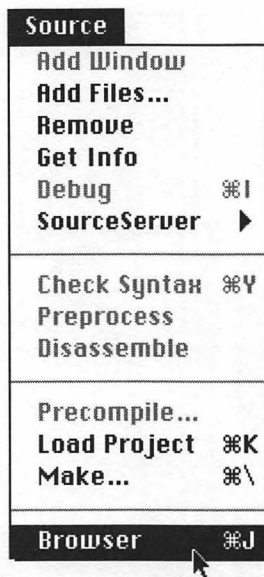 Source
Add Window
Add Files...
Remove
Get Info
Debug ⌘I
SourceServer ▶
Check Syntax ⌘Y
Preprocess
Disassemble
Precompile...
Load Project ⌘K
Make... ⌘\
Browser ⌘J